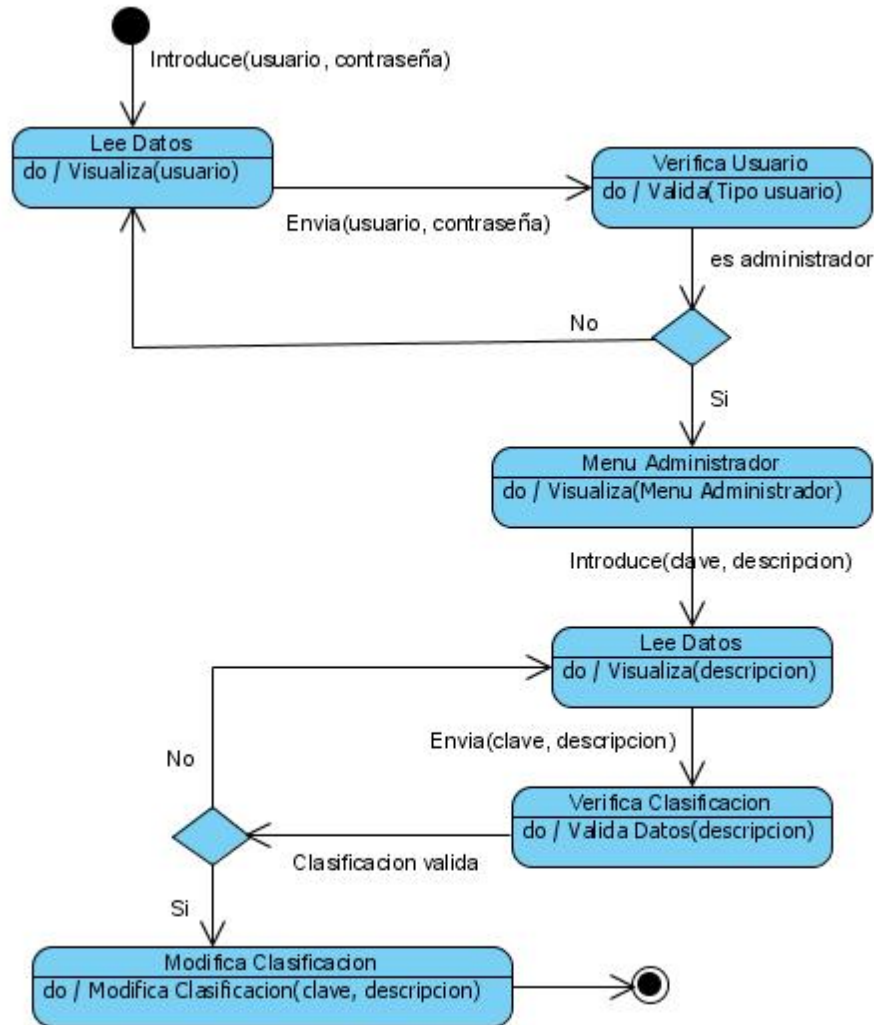 Introduce(usuario, contraseña)
Lee Datos
do / Visualiza(usuario)
Verifica Usuario
do / Valida(Tipo usuario)
Envia(usuario, contraseña)
es administrador
No
Si
Menu Administrador
do / Visualiza(Menu Administrador)
Introduce(clave, descripcion)
Lee Datos
do / Visualiza(descripcion)
Envia(clave, descripcion)
No
Verifica Clasificacion
do / Valida Datos(descripcion)
Clasificacion valida
Si
Modifica Clasificacion
do / Modifica Clasificacion(clave, descripcion)